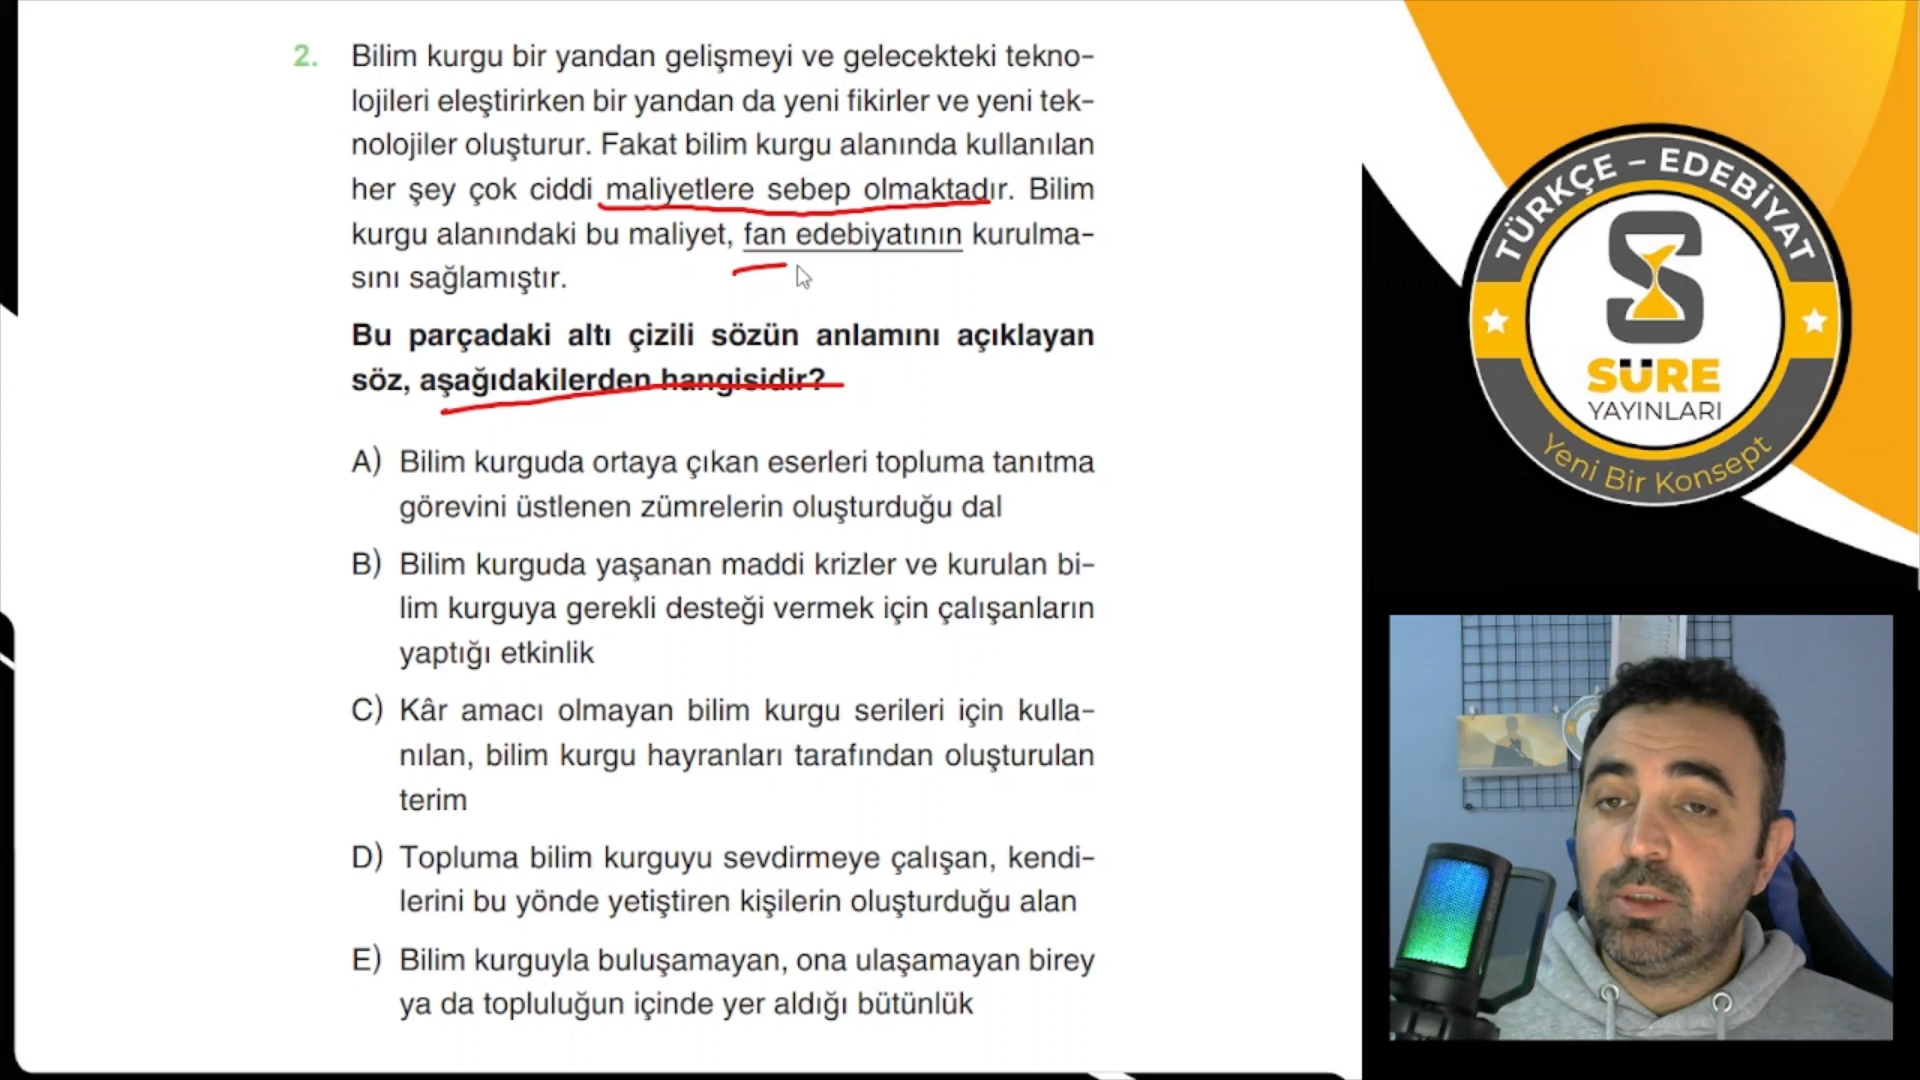 2. Bilim kurgu bir yandan gelişmeyi ve gelecekteki tekno-
lojileri eleştirirken bir yandan da yeni fikirler ve yeni tek-
nolojiler oluşturur. Fakat bilim kurgu alanında kullanılan
her şey çok ciddi maliyetlere sebep olmaktadır. Bilim
kurgu alanındaki bu maliyet, fan edebiyatının kurulma-
sını sağlamıştır.
Bu parçadaki altı çizili sözün anlamını açıklayan
söz, aşağıdakilerden hangisidir?
A) Bilim kurguda ortaya çıkan eserleri topluma tanıtma
görevini üstlenen zümrelerin oluşturduğu dal
B) Bilim kurguda yaşanan maddi krizler ve kurulan bi-
lim kurguya gerekli desteği vermek için çalışanların
yaptığı etkinlik
C) Kâr amacı olmayan bilim kurgu serileri için kulla-
nılan, bilim kurgu hayranları tarafından oluşturulan
terim
D) Topluma bilim kurguyu sevdirmeye çalışan, kendi-
lerini bu yönde yetiştiren kişilerin oluşturduğu alan
E) Bilim kurguyla buluşamayan, ona ulaşamayan birey
ya da topluluğun içinde yer aldığı bütünlük
TÜRKÇE – EDEBİYAT
SÜRE
YAYINLARI
Yeni Bir Konsept